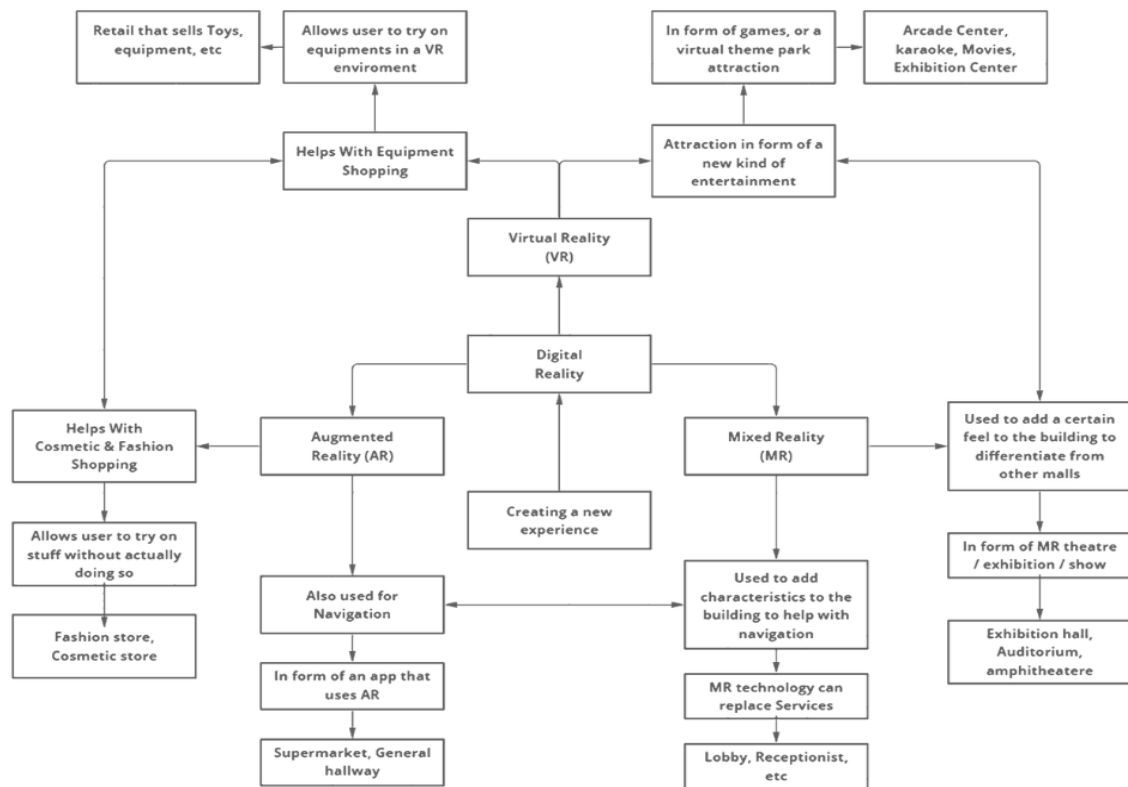 Retail that sells Toys,
equipment, etc
Allows user to try on
equipments in a VR
enviroment
In form of games, or a
virtual theme park
attraction
Arcade Center,
karaoke, Movies,
Exhibition Center
Helps With Equipment
Shopping
Attraction in form of a
new kind of
entertainment
Virtual Reality
(VR)
Digital
Reality
Helps With
Cosmetic & Fashion
Shopping
Augmented
Reality (AR)
Mixed Reality
(MR)
Used to add a certain
feel to the building to
differentiate from
other malls
Creating a new
experience
Allows user to try on
stuff without actually
doing so
In form of MR theatre
/ exhibition / show
Also used for
Navigation
Used to add
characteristics to the
building to help with
navigation
Fashion store,
Cosmetic store
Exhibition hall,
Auditorium,
amphitheatere
In form of an app that
uses AR
MR technology can
replace Services
Supermarket, General
hallway
Lobby, Receptionist,
etc